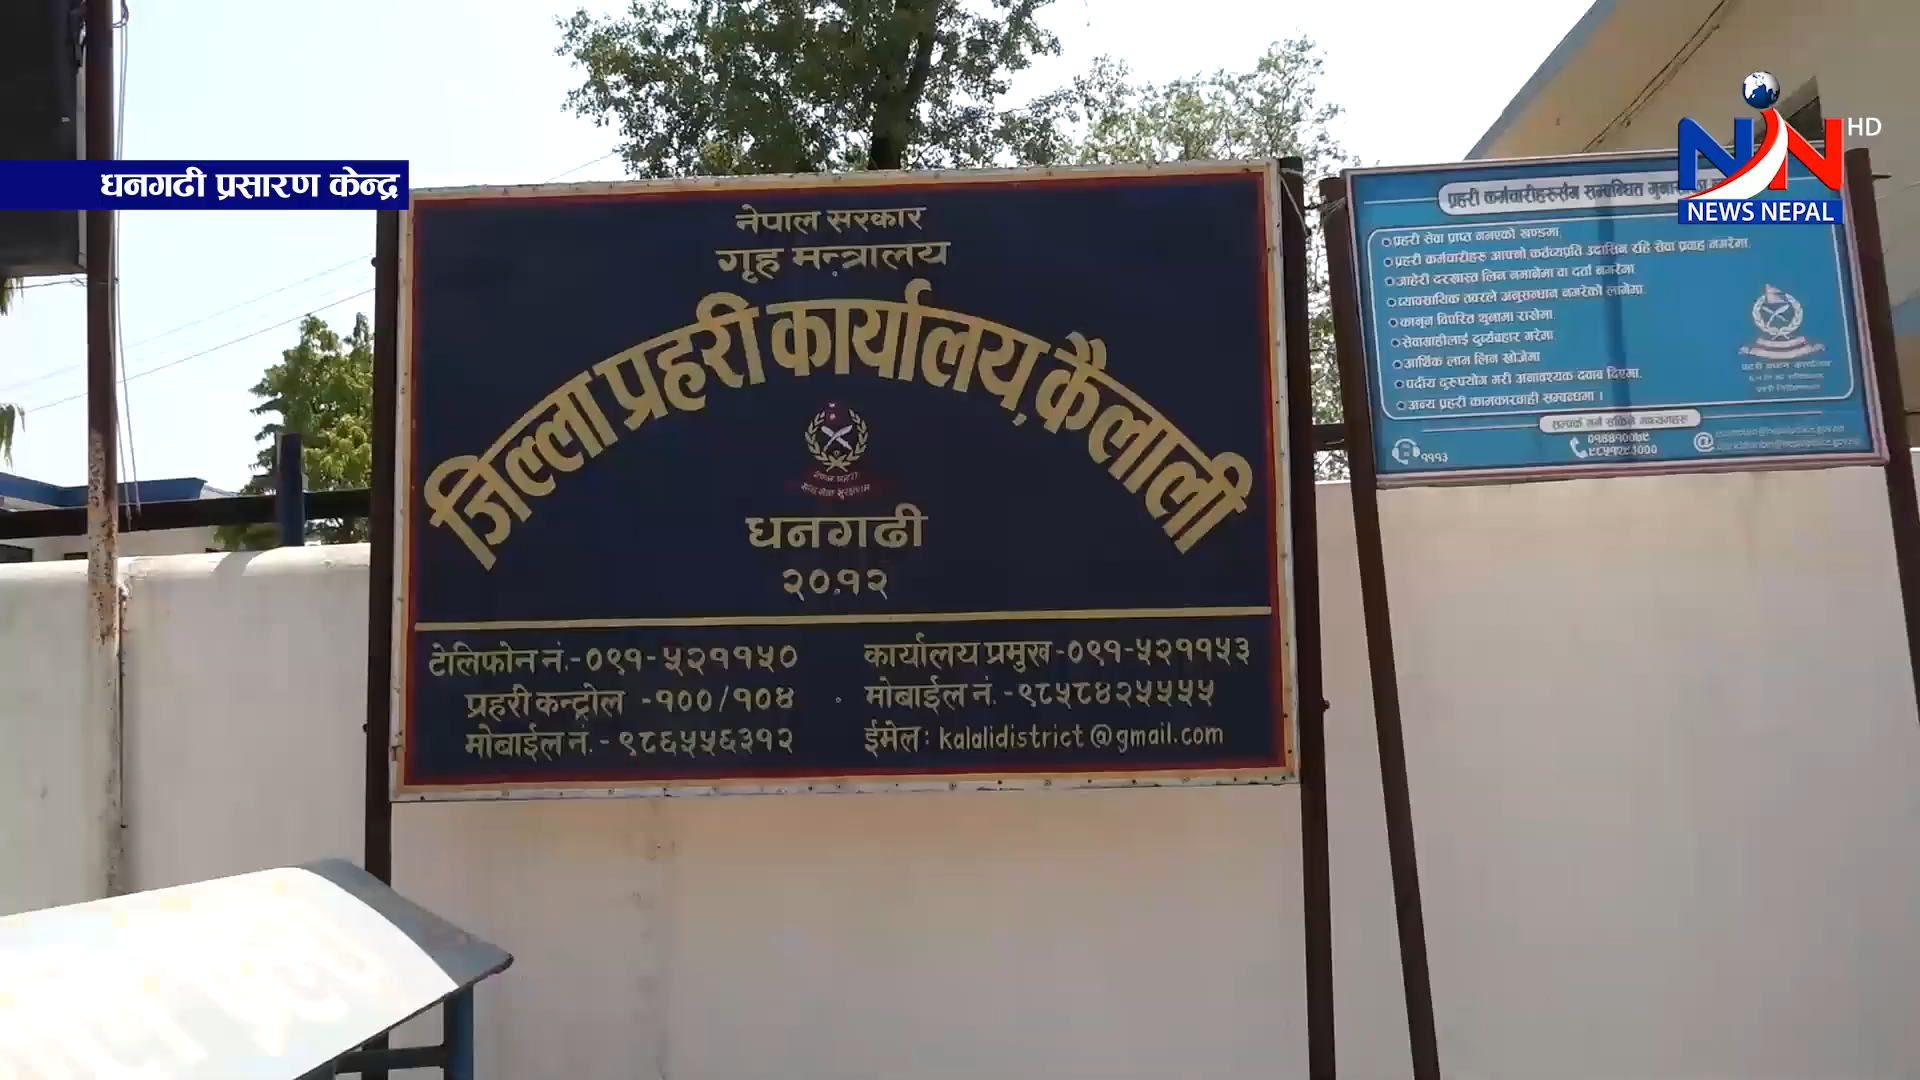 धनगढी प्रसारण केन्द्र
HD
NEWS NEPAL
नेपाल सरकार
गृह मन्त्रालय
जिल्ला प्रहरी कार्यालय, कैलाली
धनगढी
२०१२
टेलिफोन नं.-०९१-५२११५०
प्रहरी कन्ट्रोल -१००/१०४
मोबाईल नं.-९८६५५६३१२
कार्यालय प्रमुख-०९१-५२११५३
मोबाईल नं.-९८५८४२५५५५
ईमेल: kalalidistrict@gmail.com
प्रहरी कर्मचारीहरुसँग सम्बन्धित
प्रहरी सेवा प्राप्त नभएको खण्डमा,
प्रहरी कर्मचारीहरु आफ्नो कर्तव्यप्रति उदासिन रहि सेवा प्रवाह नगरेमा,
जाहेरी दरखास्त लिन नमानेमा वा दर्ता नगरेमा
व्यावसायिक तवरले अनुसन्धान नगरेको लागेमा,
कानून विपरित थुनामा राखेमा,
सेवाग्राहीलाई दुर्व्यवहार गरेमा,
आर्थिक लाभ लिन खोजेमा
पदीय दुरुपयोग गरी अनावश्यक दवाब दिएमा,
अन्य प्रहरी कामकारवाही सम्बन्धमा ।
१११३